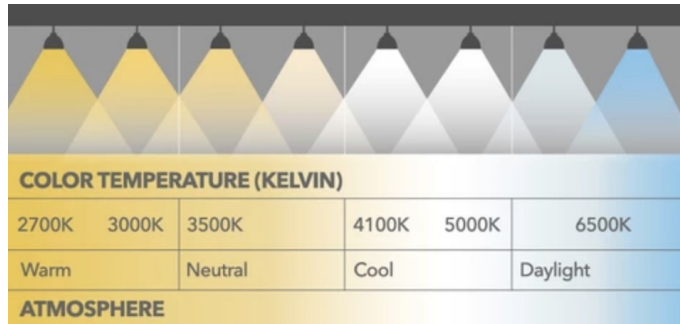 COLOR TEMPERATURE (KELVIN)
2700K 3000K 3500K 4100K 5000K 6500K
Warm Neutral Cool Daylight
ATMOSPHERE